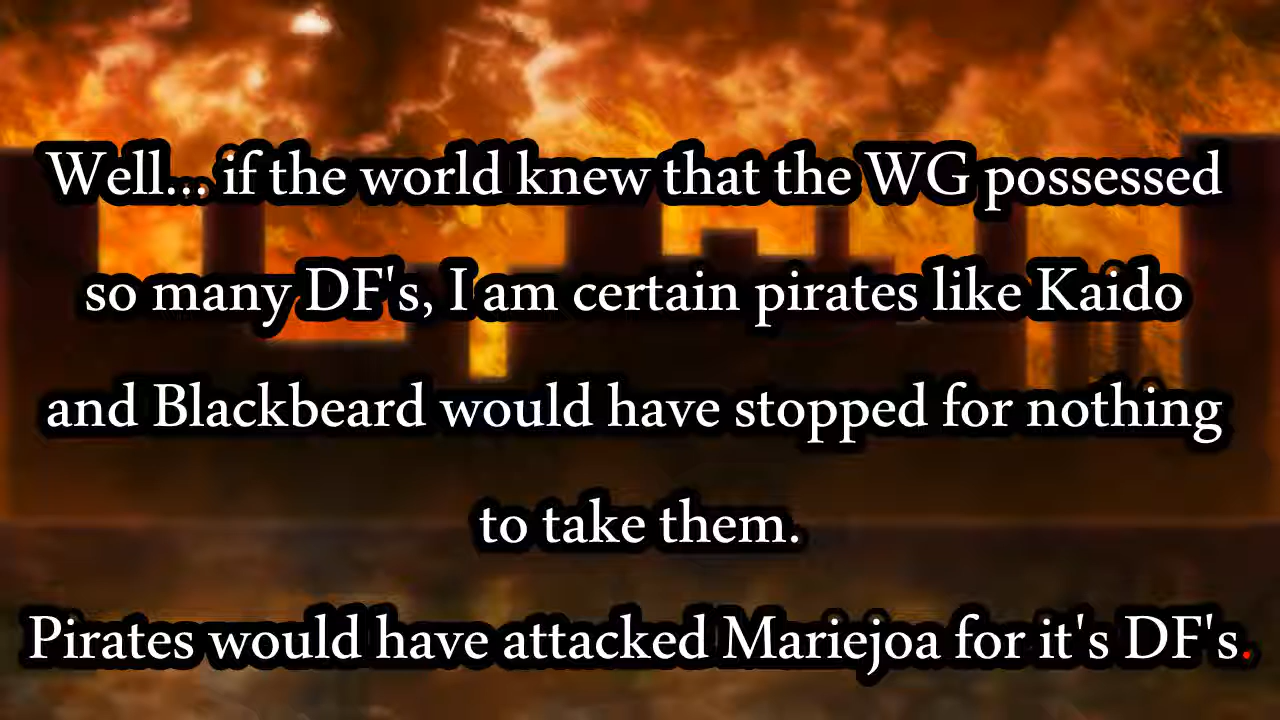 Well... if the world knew that the WG possessed
so many DF's, I am certain pirates like Kaido
and Blackbeard would have stopped for nothing
to take them.
Pirates would have attacked Mariejoa for it's DF's.